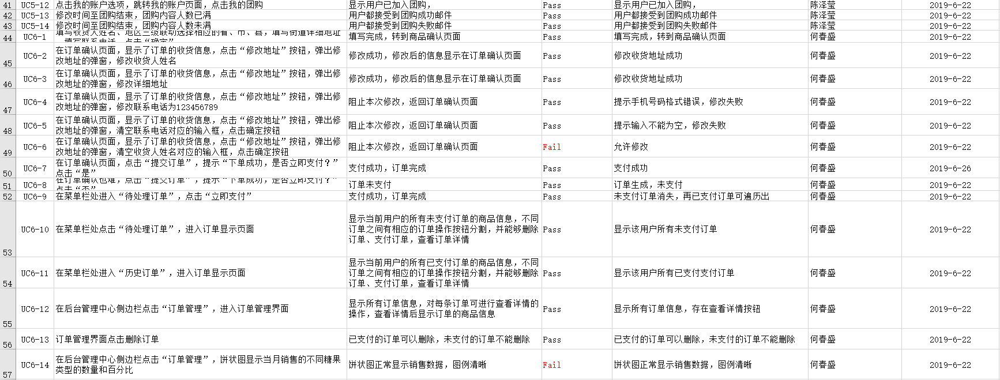 41 UC5-12 点击我的账户选项，跳转我的账户页面，点击我的团购 显示用户已加入团购， Pass 显示用户已加入团购， 陈泽莹 2019-6-22
42 UC5-13 修改时间至团购结束，团购内容人数已满 用户都接受到团购成功邮件 Pass 用户都接受到团购成功邮件 陈泽莹 2019-6-22
43 UC5-14 修改时间至团购结束，团购内容人数未满 用户都接受到团购失败邮件 Pass 用户都接受到团购失败邮件 陈泽莹 2019-6-22
44 UC6-1 填写收货人姓名、地区三级联动选择相应的省、市、县，填写街道详细地址
，填写联系电话，点击“确定” 填写完成，转到商品确认页面 Pass 填写完成，转到商品确认页面 何春盛 2019-6-22
45 UC6-2 在订单确认页面，显示了订单的收货信息，点击“修改地址”按钮，弹出修
改地址的弹窗，修改收货人姓名 修改成功，修改后的信息显示在订单确认页面 Pass 修改收货地址成功 何春盛 2019-6-22
46 UC6-3 在订单确认页面，显示了订单的收货信息，点击“修改地址”按钮，弹出修
改地址的弹窗，修改详细地址 修改成功，修改后的信息显示在订单确认页面 Pass 修改收货地址成功 何春盛 2019-6-22
47 UC6-4 在订单确认页面，显示了订单的收货信息，点击“修改地址”按钮，弹出修
改地址的弹窗，修改联系电话为123456789 阻止本次修改，返回订单确认页面 Pass 提示手机号码格式错误，修改失败 何春盛 2019-6-22
48 UC6-5 在订单确认页面，显示了订单的收货信息，点击“修改地址”按钮，弹出修
改地址的弹窗，清空联系电话对应的输入框，点击确定按钮 阻止本次修改，返回订单确认页面 Pass 提示输入不能为空，修改失败 何春盛 2019-6-22
49 UC6-6 在订单确认页面，显示了订单的收货信息，点击“修改地址”按钮，弹出修
改地址的弹窗，清空收货人姓名对应的输入框，点击确定按钮 阻止本次修改，返回订单确认页面 Fail 允许修改 何春盛 2019-6-22
50 UC6-7 在订单确认页面，点击“提交订单”，提示“下单成功，是否立即支付？”
点击“是” 支付成功，订单完成 Pass 支付成功 何春盛 2019-6-26
51 UC6-8 在订单确认也难，点击“提交订单”，提示“下单成功，是否立即支付？”
点击“否” 订单未支付 Pass 订单生成，未支付 何春盛 2019-6-22
52 UC6-9 在菜单栏处进入“待处理订单”，点击“立即支付” 支付成功，订单完成 Pass 未支付订单消失，再已支付订单可遍历出 何春盛 2019-6-22
53 UC6-10 在菜单栏处点击“待处理订单”，进入订单显示页面 显示当前用户的所有未支付订单的商品信息，不同
订单之间有相应的订单操作按钮分割，并能够删除
订单、支付订单，查看订单详情 Pass 显示该用户所有未支付订单 何春盛 2019-6-22
54 UC6-11 在菜单栏处进入“历史订单”，进入订单显示页面 显示当前用户的所有已支付订单的商品信息，不同
订单之间有相应的订单操作按钮分割，并能够删除
订单、支付订单，查看订单详情 Pass 显示该用户所有已支付支付订单 何春盛 2019-6-22
55 UC6-12 在后台管理中心侧边栏点击“订单管理”，进入订单管理界面 显示所有订单信息，对每条订单可进行查看详情的
操作，查看详情后显示订单的商品信息 Pass 显示所有订单信息，存在查看详情按钮 何春盛 2019-6-22
56 UC6-13 订单管理界面点击删除订单 已支付的订单可以删除，未支付的订单不能删除 Pass 已支付的订单可以删除，未支付的订单不能删除 何春盛 2019-6-22
57 UC6-14 在后台管理中心侧边栏点击“订单管理”，饼状图显示当月销售的不同糖果
类型的数量和百分比 饼状图正常显示销售数据，图例清晰 Fail 饼状图正常显示销售数据，图例清晰 何春盛 2019-6-22